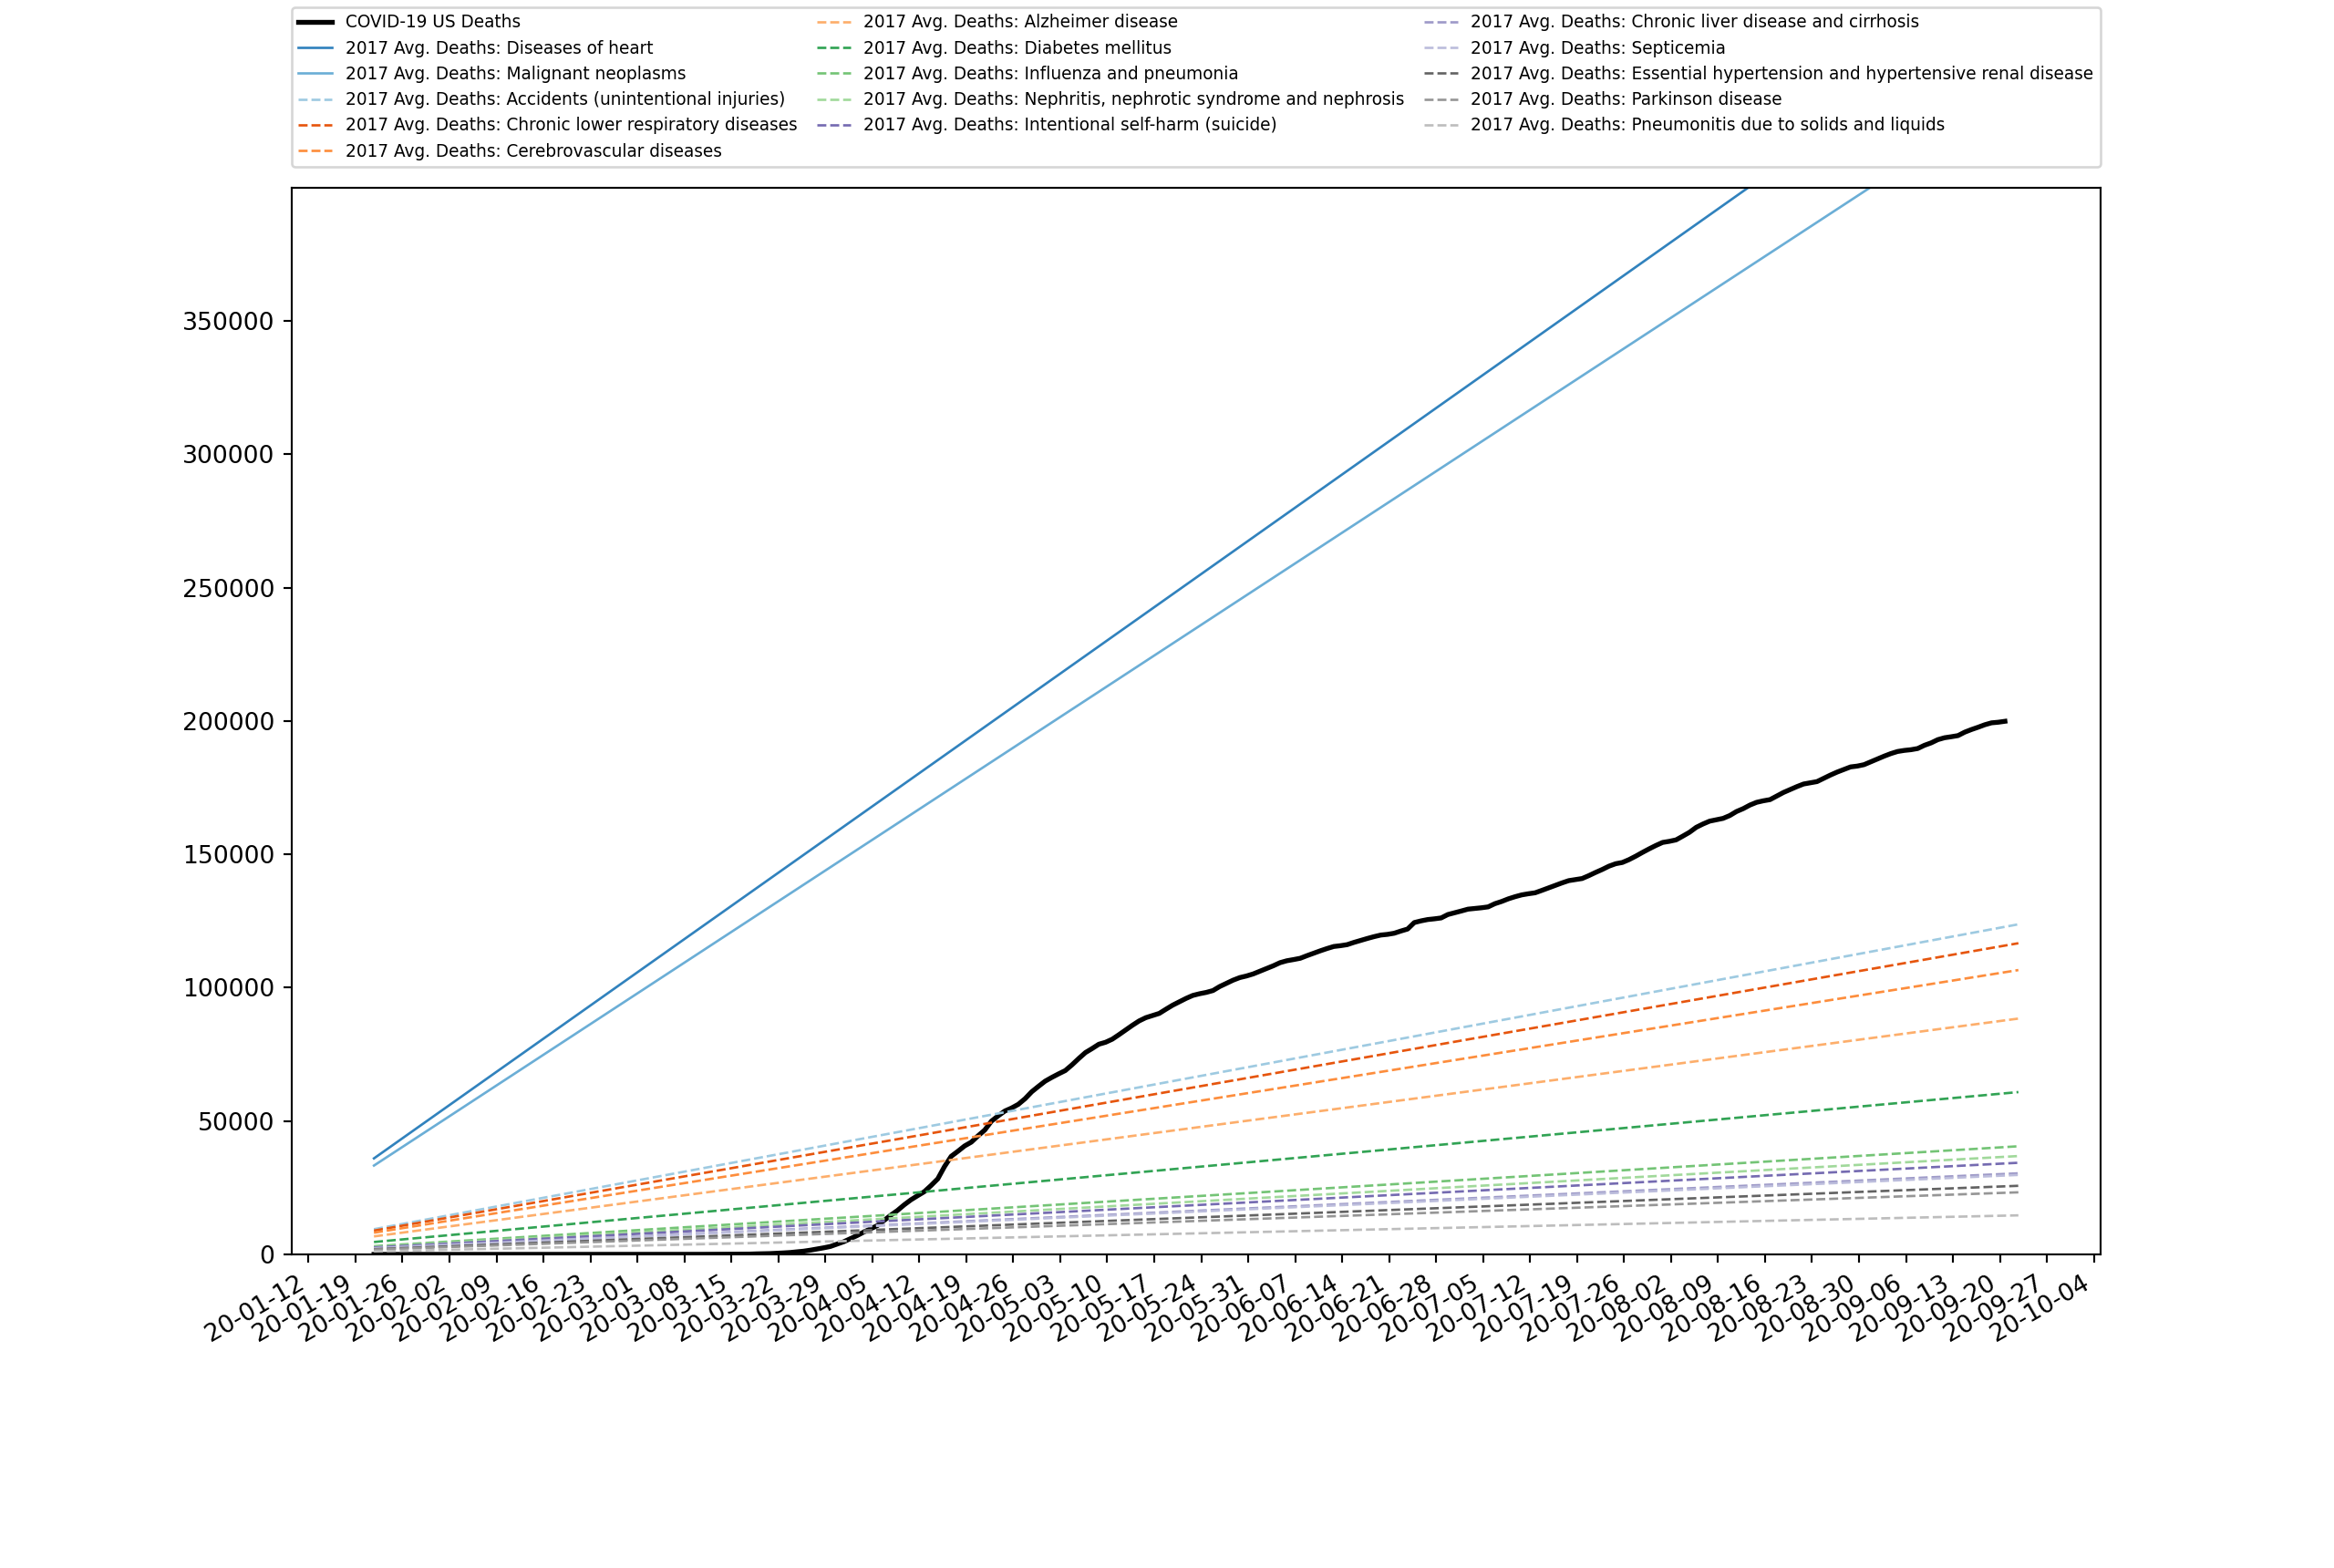 COVID-19 US Deaths
2017 Avg. Deaths: Diseases of heart
2017 Avg. Deaths: Malignant neoplasms
2017 Avg. Deaths: Accidents (unintentional injuries)
2017 Avg. Deaths: Chronic lower respiratory diseases
2017 Avg. Deaths: Cerebrovascular diseases
2017 Avg. Deaths: Alzheimer disease
2017 Avg. Deaths: Diabetes mellitus
2017 Avg. Deaths: Influenza and pneumonia
2017 Avg. Deaths: Nephritis, nephrotic syndrome and nephrosis
2017 Avg. Deaths: Intentional self-harm (suicide)
2017 Avg. Deaths: Chronic liver disease and cirrhosis
2017 Avg. Deaths: Septicemia
2017 Avg. Deaths: Essential hypertension and hypertensive renal disease
2017 Avg. Deaths: Parkinson disease
2017 Avg. Deaths: Pneumonitis due to solids and liquids
350000
300000
250000
200000
150000
100000
50000
0
20-01-12
20-01-19
20-01-26
20-02-02
20-02-09
20-02-16
20-02-23
20-03-01
20-03-08
20-03-15
20-03-22
20-03-29
20-04-05
20-04-12
20-04-19
20-04-26
20-05-03
20-05-10
20-05-17
20-05-24
20-05-31
20-06-07
20-06-14
20-06-21
20-06-28
20-07-05
20-07-12
20-07-19
20-07-26
20-08-02
20-08-09
20-08-16
20-08-23
20-08-30
20-09-06
20-09-13
20-09-20
20-09-27
20-10-04